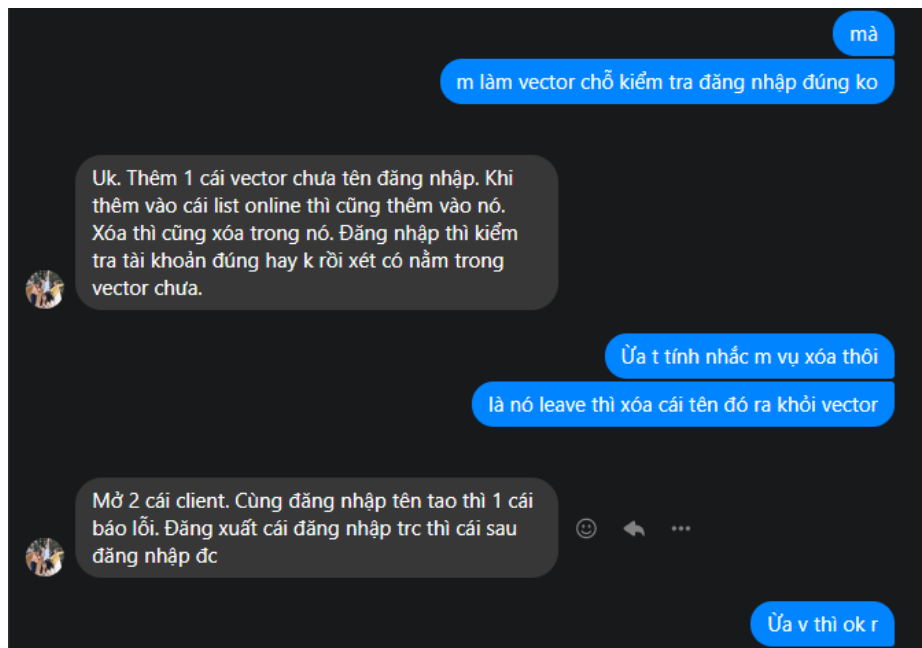 mà
m làm vector chỗ kiểm tra đăng nhập đúng ko
Uk. Thêm 1 cái vector chưa tên đăng nhập. Khi
thêm vào cái list online thì cũng thêm vào nó.
Xóa thì cũng xóa trong nó. Đăng nhập thì kiểm
tra tài khoản đúng hay k rồi xét có nằm trong
vector chưa.
Ừa t tính nhắc m vụ xóa thôi
là nó leave thì xóa cái tên đó ra khỏi vector
Mở 2 cái client. Cùng đăng nhập tên tao thì 1 cái
báo lỗi. Đăng xuất cái đăng nhập trc thì cái sau
đăng nhập đc
Ừa v thì ok r